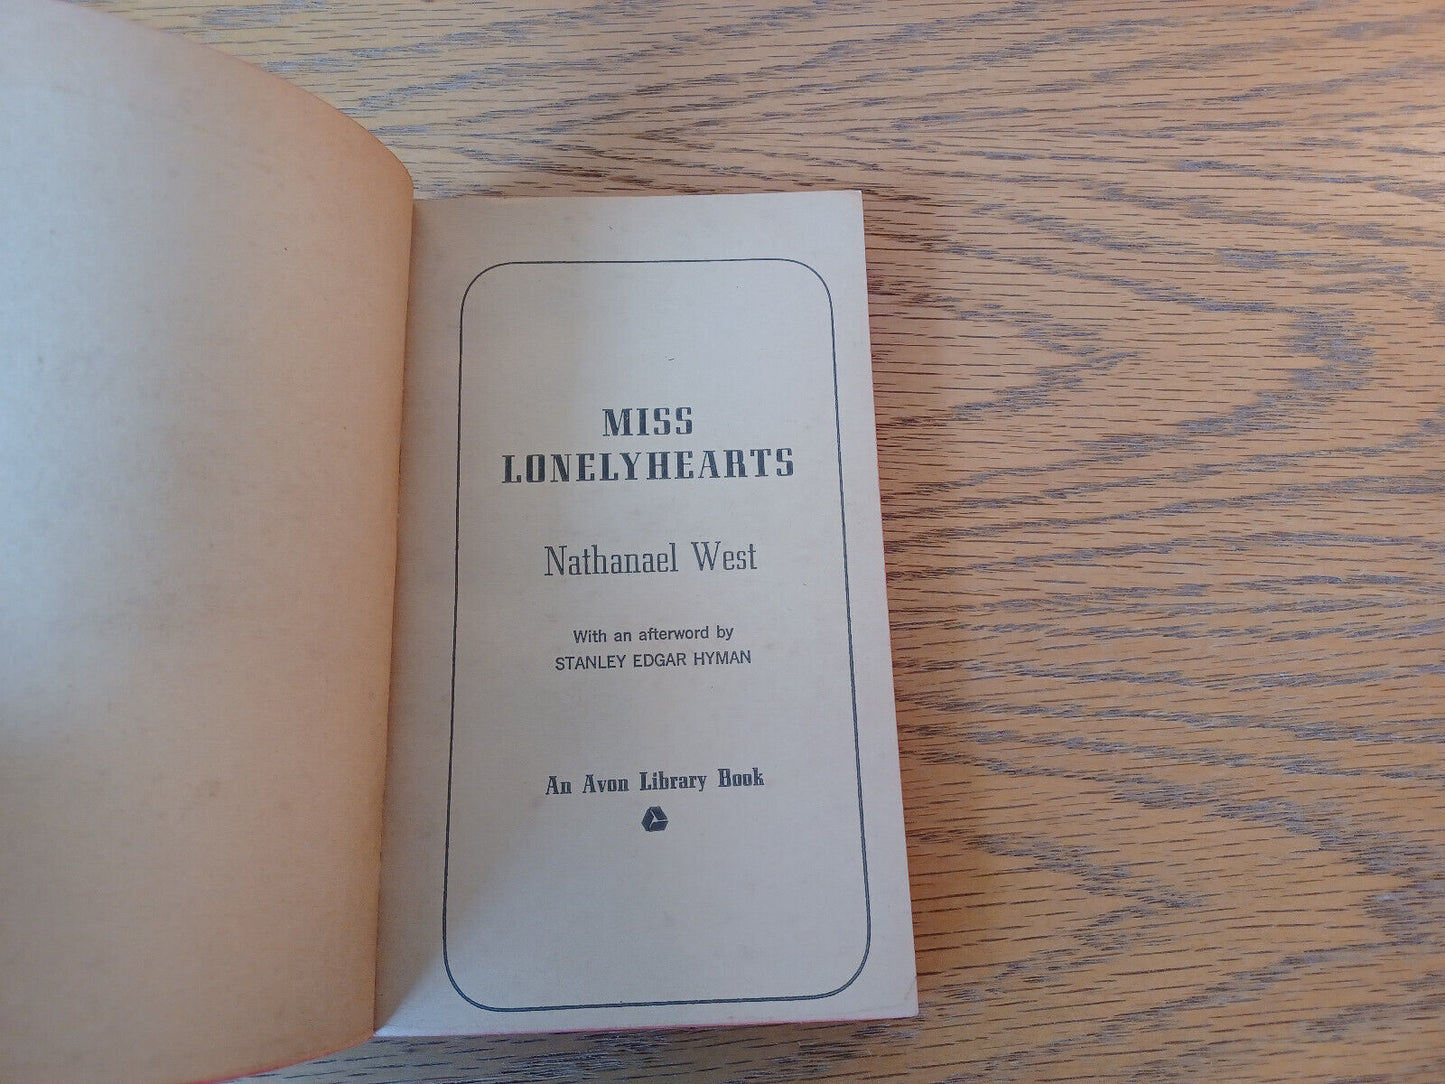 MISS
LONELYHEARTS
Nathanael West
With an afterword by
STANLEY EDGAR HYMAN
An Avon Library Book